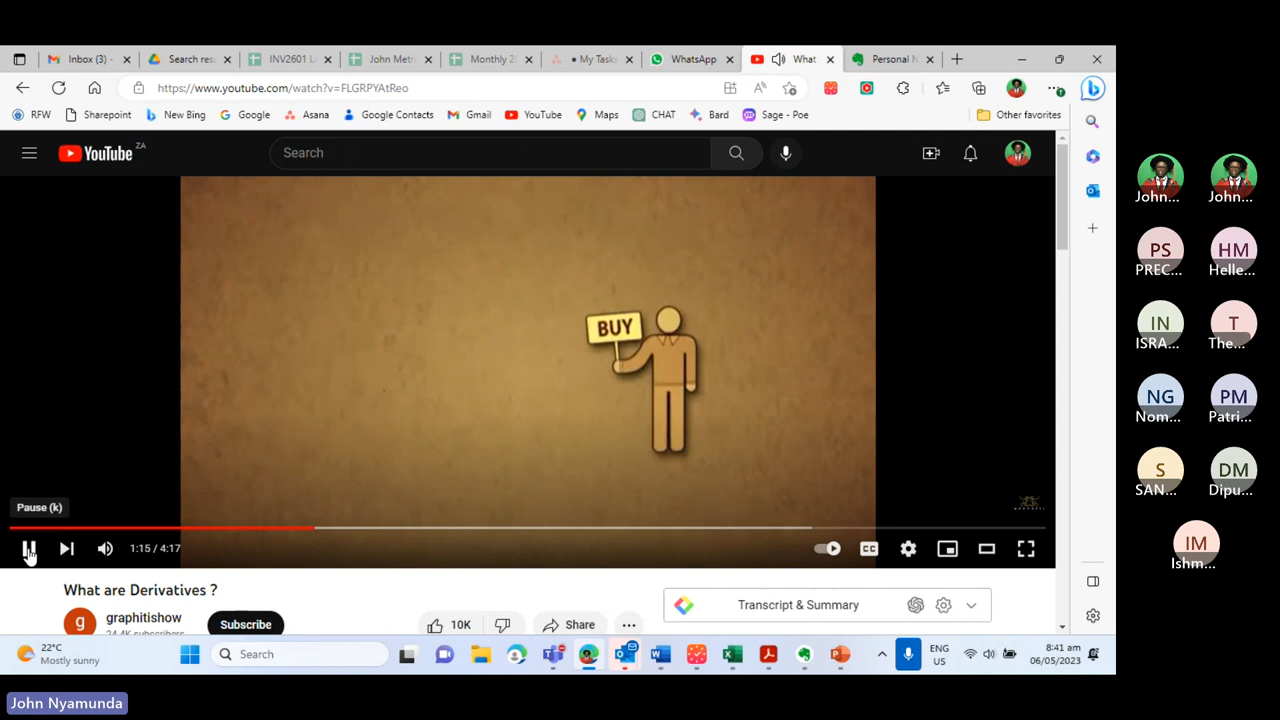 Inbox (3) -
Search res
INV2601 L
John Metr
Monthly 2
• My Tasks
WhatsApp
What
Personal N
https://www.youtube.com/watch?v=FLGRPYAtReo
RFW
Sharepoint
New Bing
Google
Asana
Google Contacts
Gmail
YouTube
Maps
CHAT
Bard
Sage - Poe
Other favorites
YouTube ZA
Search
BUY
Pause (k)
1:15 / 4:17
CC
What are Derivatives ?
g
graphitishow
24.4K subscribers
Subscribe
10K
Share
Transcript & Summary
22°C
Mostly sunny
Search
ENG
US
8:41 am
06/05/2023
John...
John...
PS
PREC...
HM
Helle...
IN
ISRA...
T
The...
NG
Nom...
PM
Patri...
S
SAN...
DM
Dipu...
IM
Ishm...
John Nyamunda